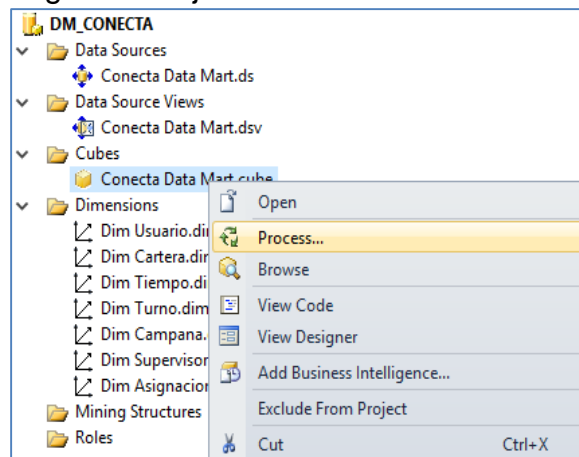 DM_CONECTA
Data Sources
Conecta Data Mart.ds
Data Source Views
Conecta Data Mart.dsv
Cubes
Conecta Data Mart.cube
Dimensions
Dim Usuario.di
Dim Cartera.dim
Dim Tiempo.di
Dim Turno.dim
Dim Campana.
Dim Supervisor
Dim Asignacion
Mining Structures
Roles
Open
Process...
Browse
View Code
View Designer
Add Business Intelligence...
Exclude From Project
Cut Ctrl+X